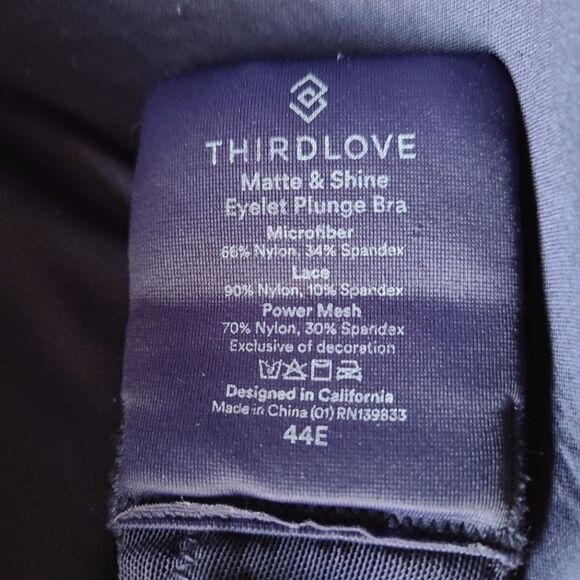 THIRDLOVE
Matte & Shine
Eyelet Plunge Bra
Microfiber
66% Nylon, 34% Spandex
Lace
90% Nylon, 10% Spandex
Power Mesh
70% Nylon, 30% Spandex
Exclusive of decoration
Designed in California
Made in China (01) RN139833
44E